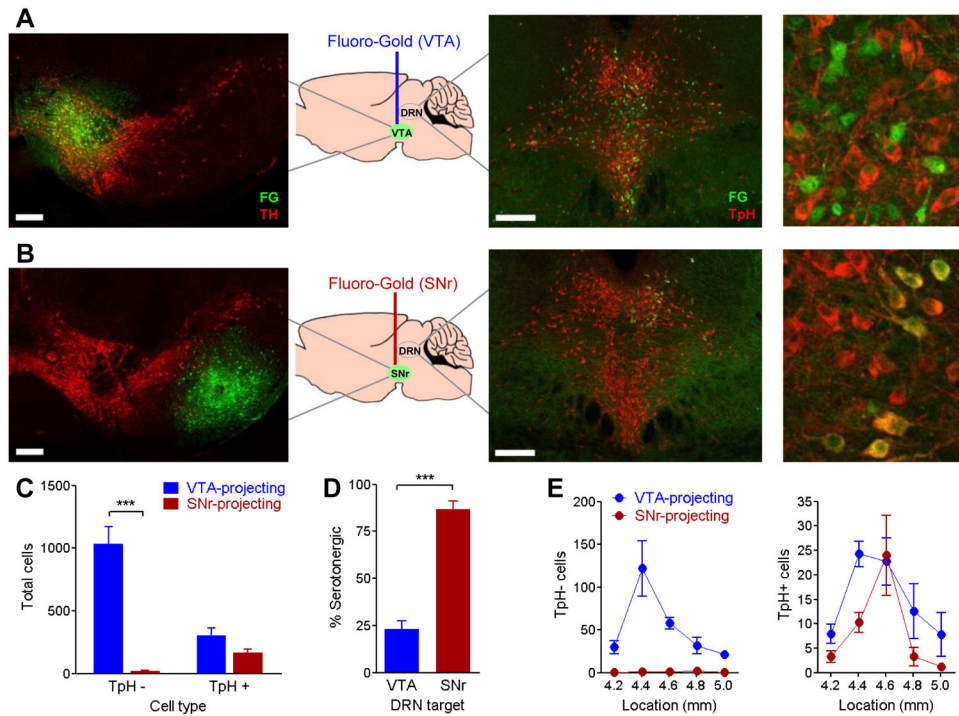 A
Fluoro-Gold (VTA)
DRN
VTA
FG
TH
FG
TpH
B
Fluoro-Gold (SNr)
DRN
SNr
C
VTA-projecting
SNr-projecting
***
1500
1000
500
0
Total cells
TpH -
TpH +
Cell type
D
***
100
75
50
25
0
% Serotonergic
VTA
SNr
DRN target
E
VTA-projecting
SNr-projecting
200
150
100
50
0
TpH- cells
4.2 4.4 4.6 4.8 5.0
Location (mm)
35
30
25
20
15
10
5
0
TpH+ cells
4.2 4.4 4.6 4.8 5.0
Location (mm)